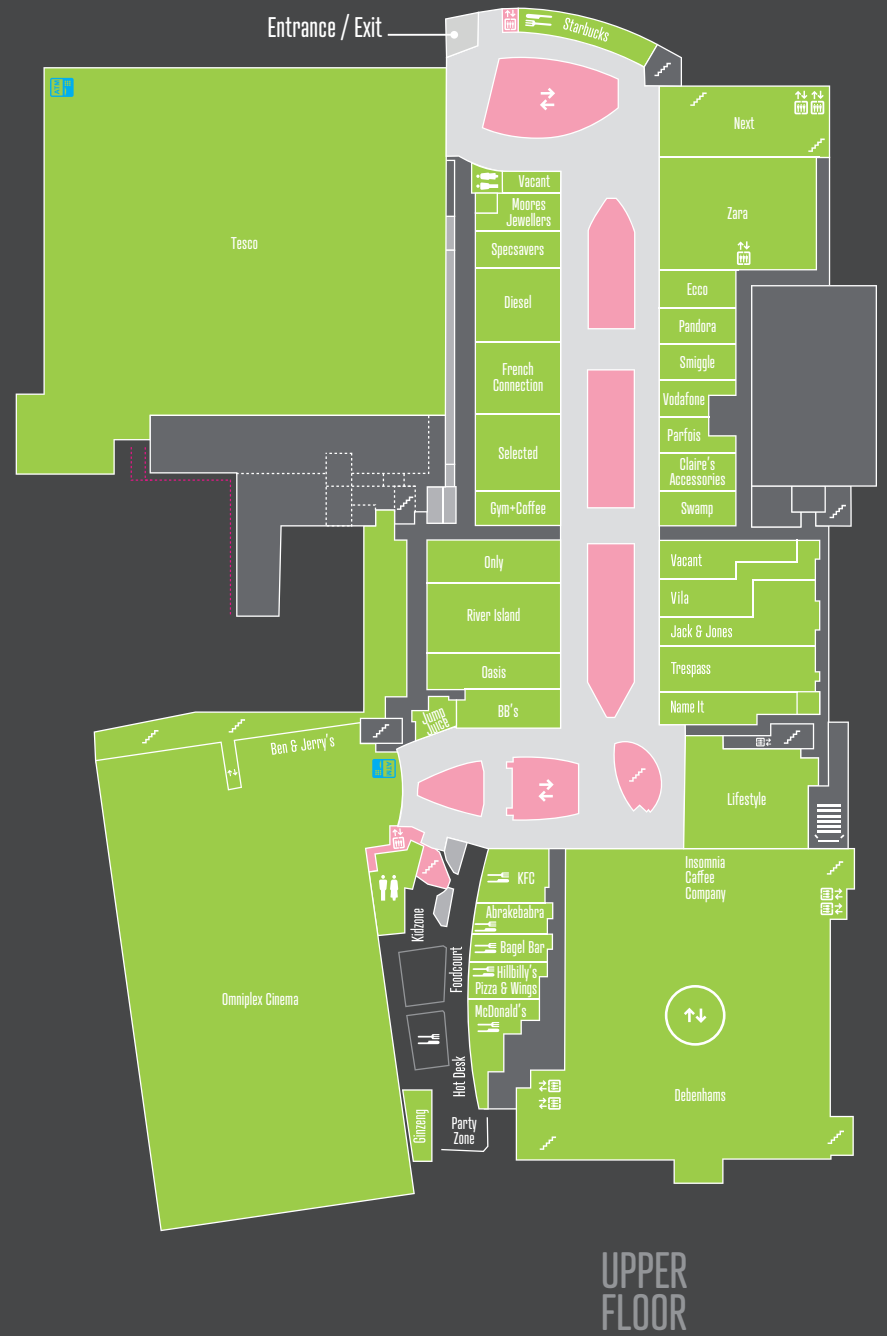 Entrance / Exit
Starbucks
ATM
Next
Vacant
Moores
Jewellers
Zara
Tesco
Specsavers
Ecco
Diesel
Pandora
Smiggle
French
Connection
Vodafone
Parfois
Selected
Claire's
Accessories
Gym+Coffee
Swamp
Only
Vacant
Vila
River Island
Jack & Jones
Oasis
Trespass
BB's
Name It
Jump
Juice
Ben & Jerry's
ATM
Lifestyle
KFC
Insomnia
Caffee
Company
Abrakebabra
Kidzone
Bagel Bar
Foodcourt
Hillbilly's
Pizza & Wings
Omniplex Cinema
McDonald's
Hot Desk
Debenhams
Ginzeng
Party
Zone
UPPER
FLOOR